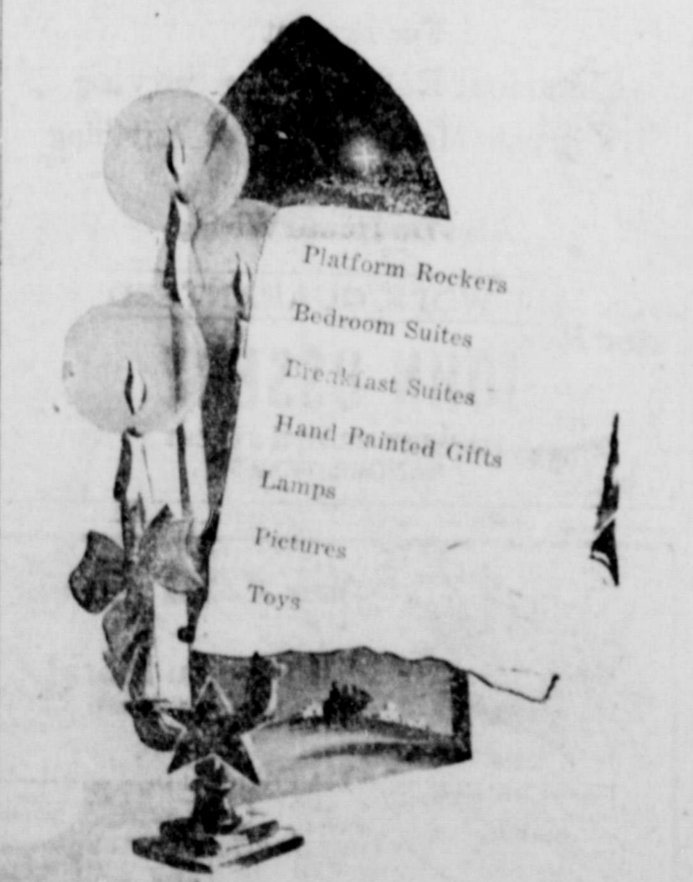 Platform Rockers
Bedroom Suites
Breakfast Suites
Hand Painted Gifts
Lamps
Pictures
Toys